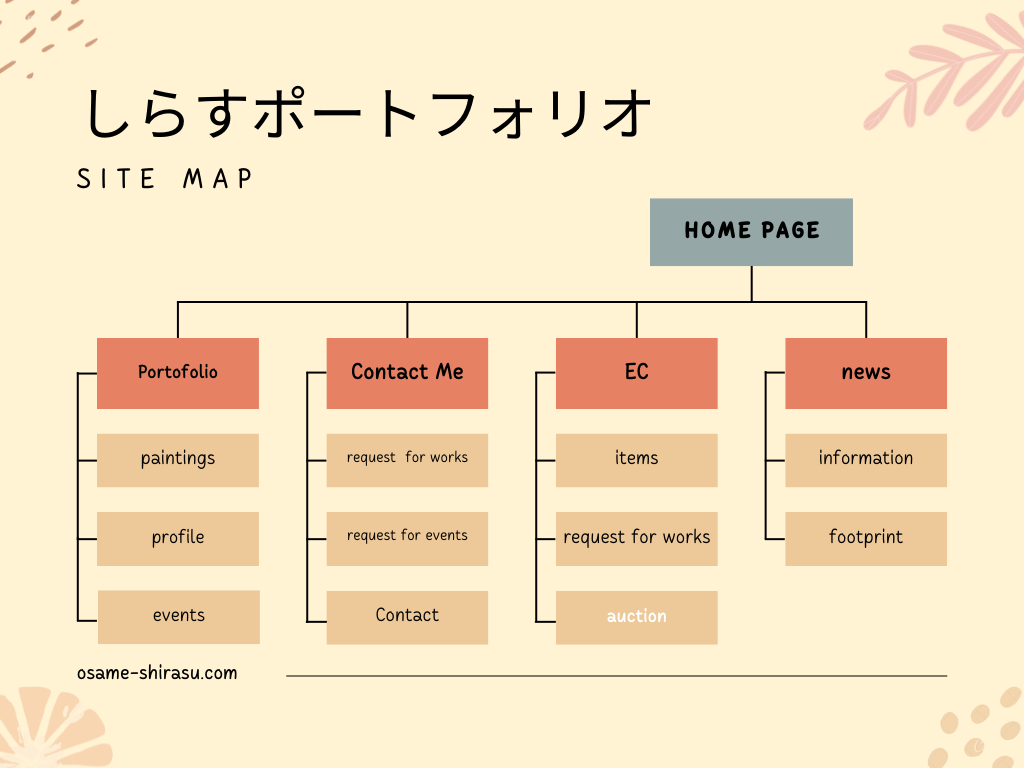 しらすポートフォリオ
SITE MAP
HOME PAGE
Portofolio
Contact Me
EC
news
paintings
request for works
items
information
profile
request for events
request for works
footprint
events
Contact
auction
osame-shirasu.com